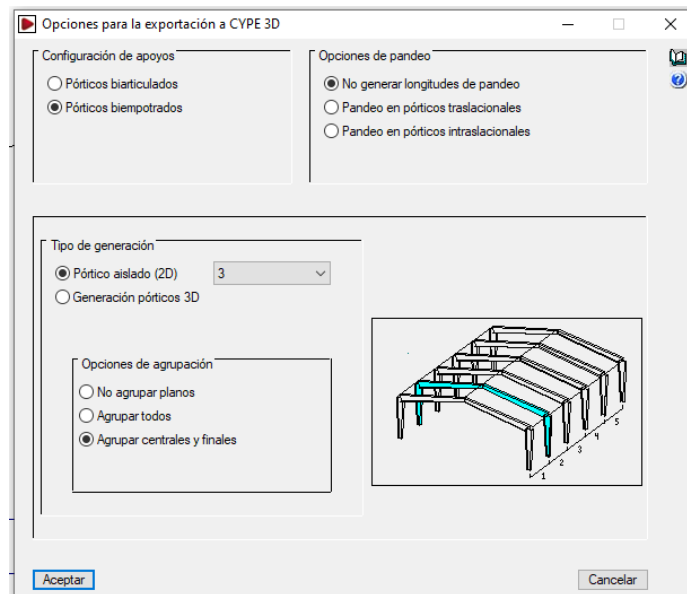 Opciones para la exportación a CYPE 3D
Configuración de apoyos
Pórticos biarticulados
Pórticos biempotrados
Opciones de pandeo
No generar longitudes de pandeo
Pandeo en pórticos traslacionales
Pandeo en pórticos intraslacionales
Tipo de generación
Pórtico aislado (2D)
3
Generación pórticos 3D
Opciones de agrupación
No agrupar planos
Agrupar todos
Agrupar centrales y finales
1 2 3 4 5
Aceptar
Cancelar